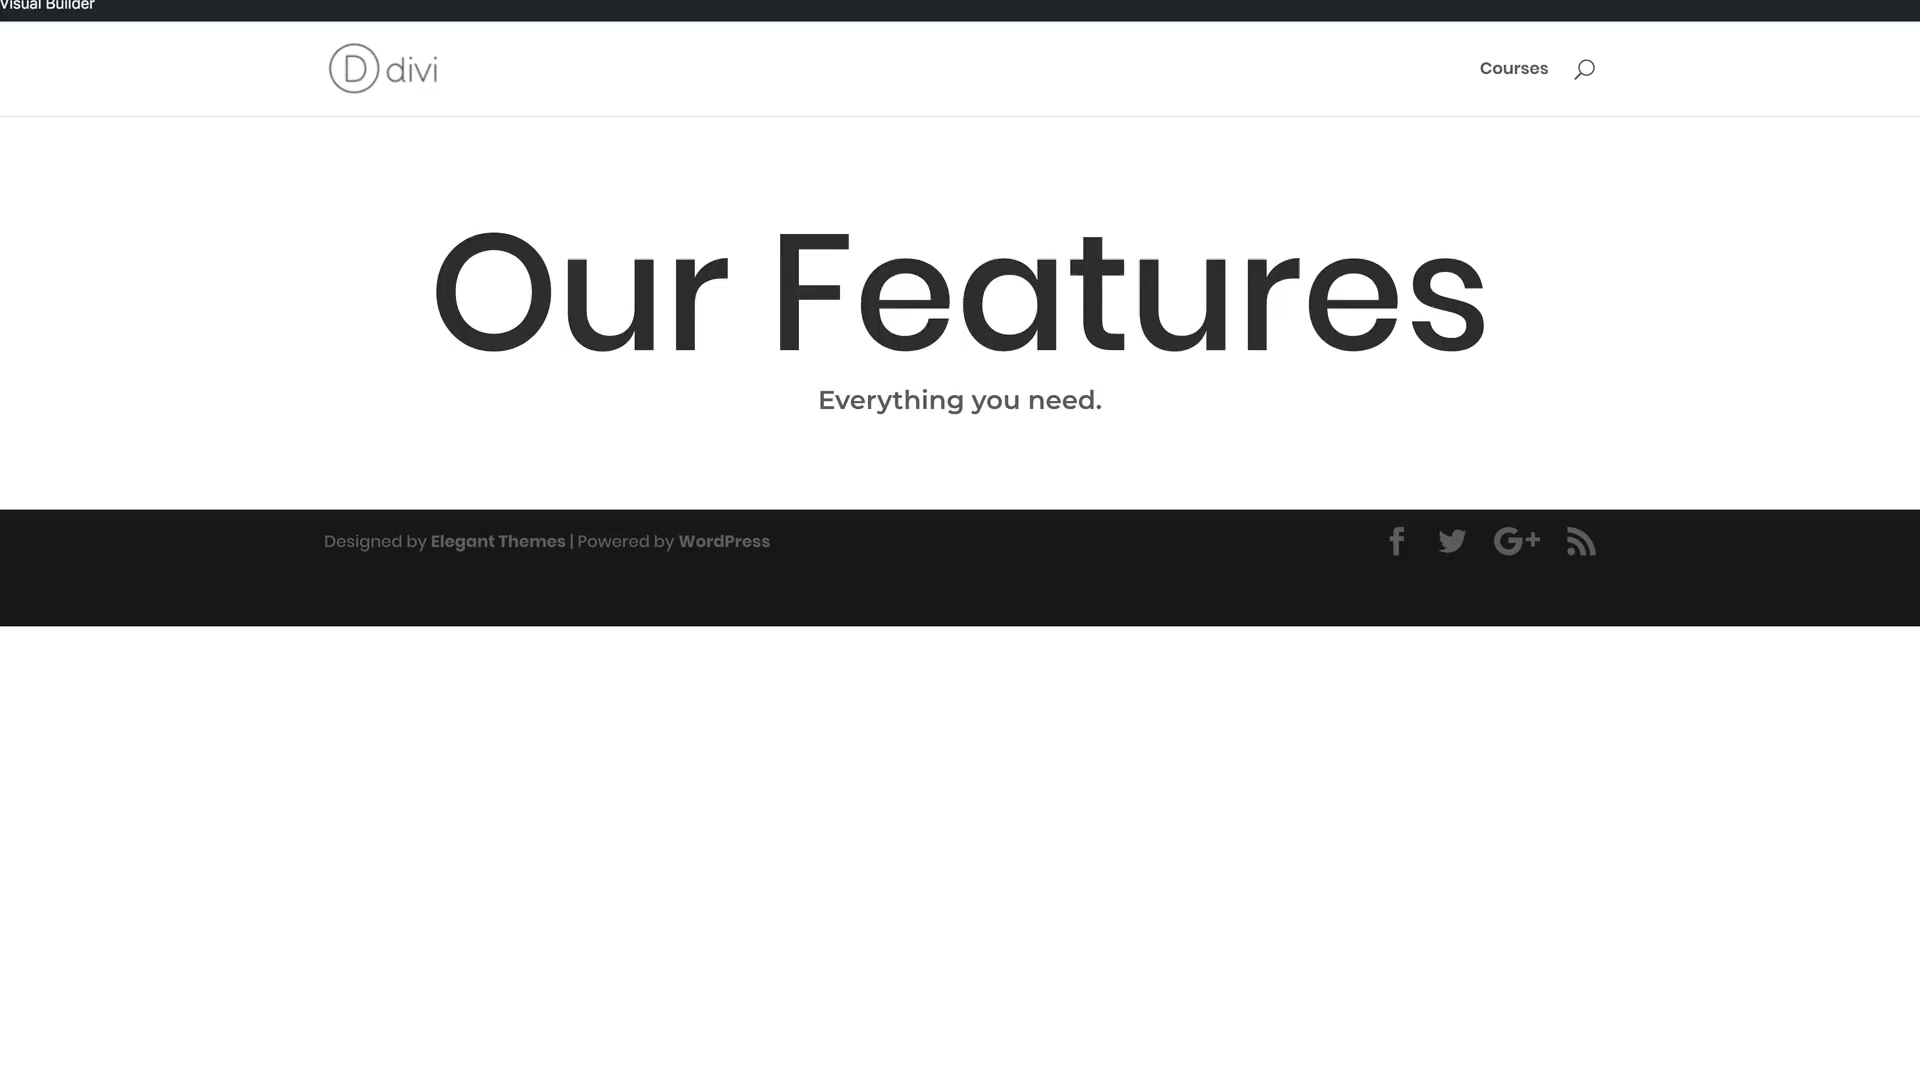 Visual Builder
D divi
Courses
Our Features
Everything you need.
Designed by Elegant Themes | Powered by WordPress